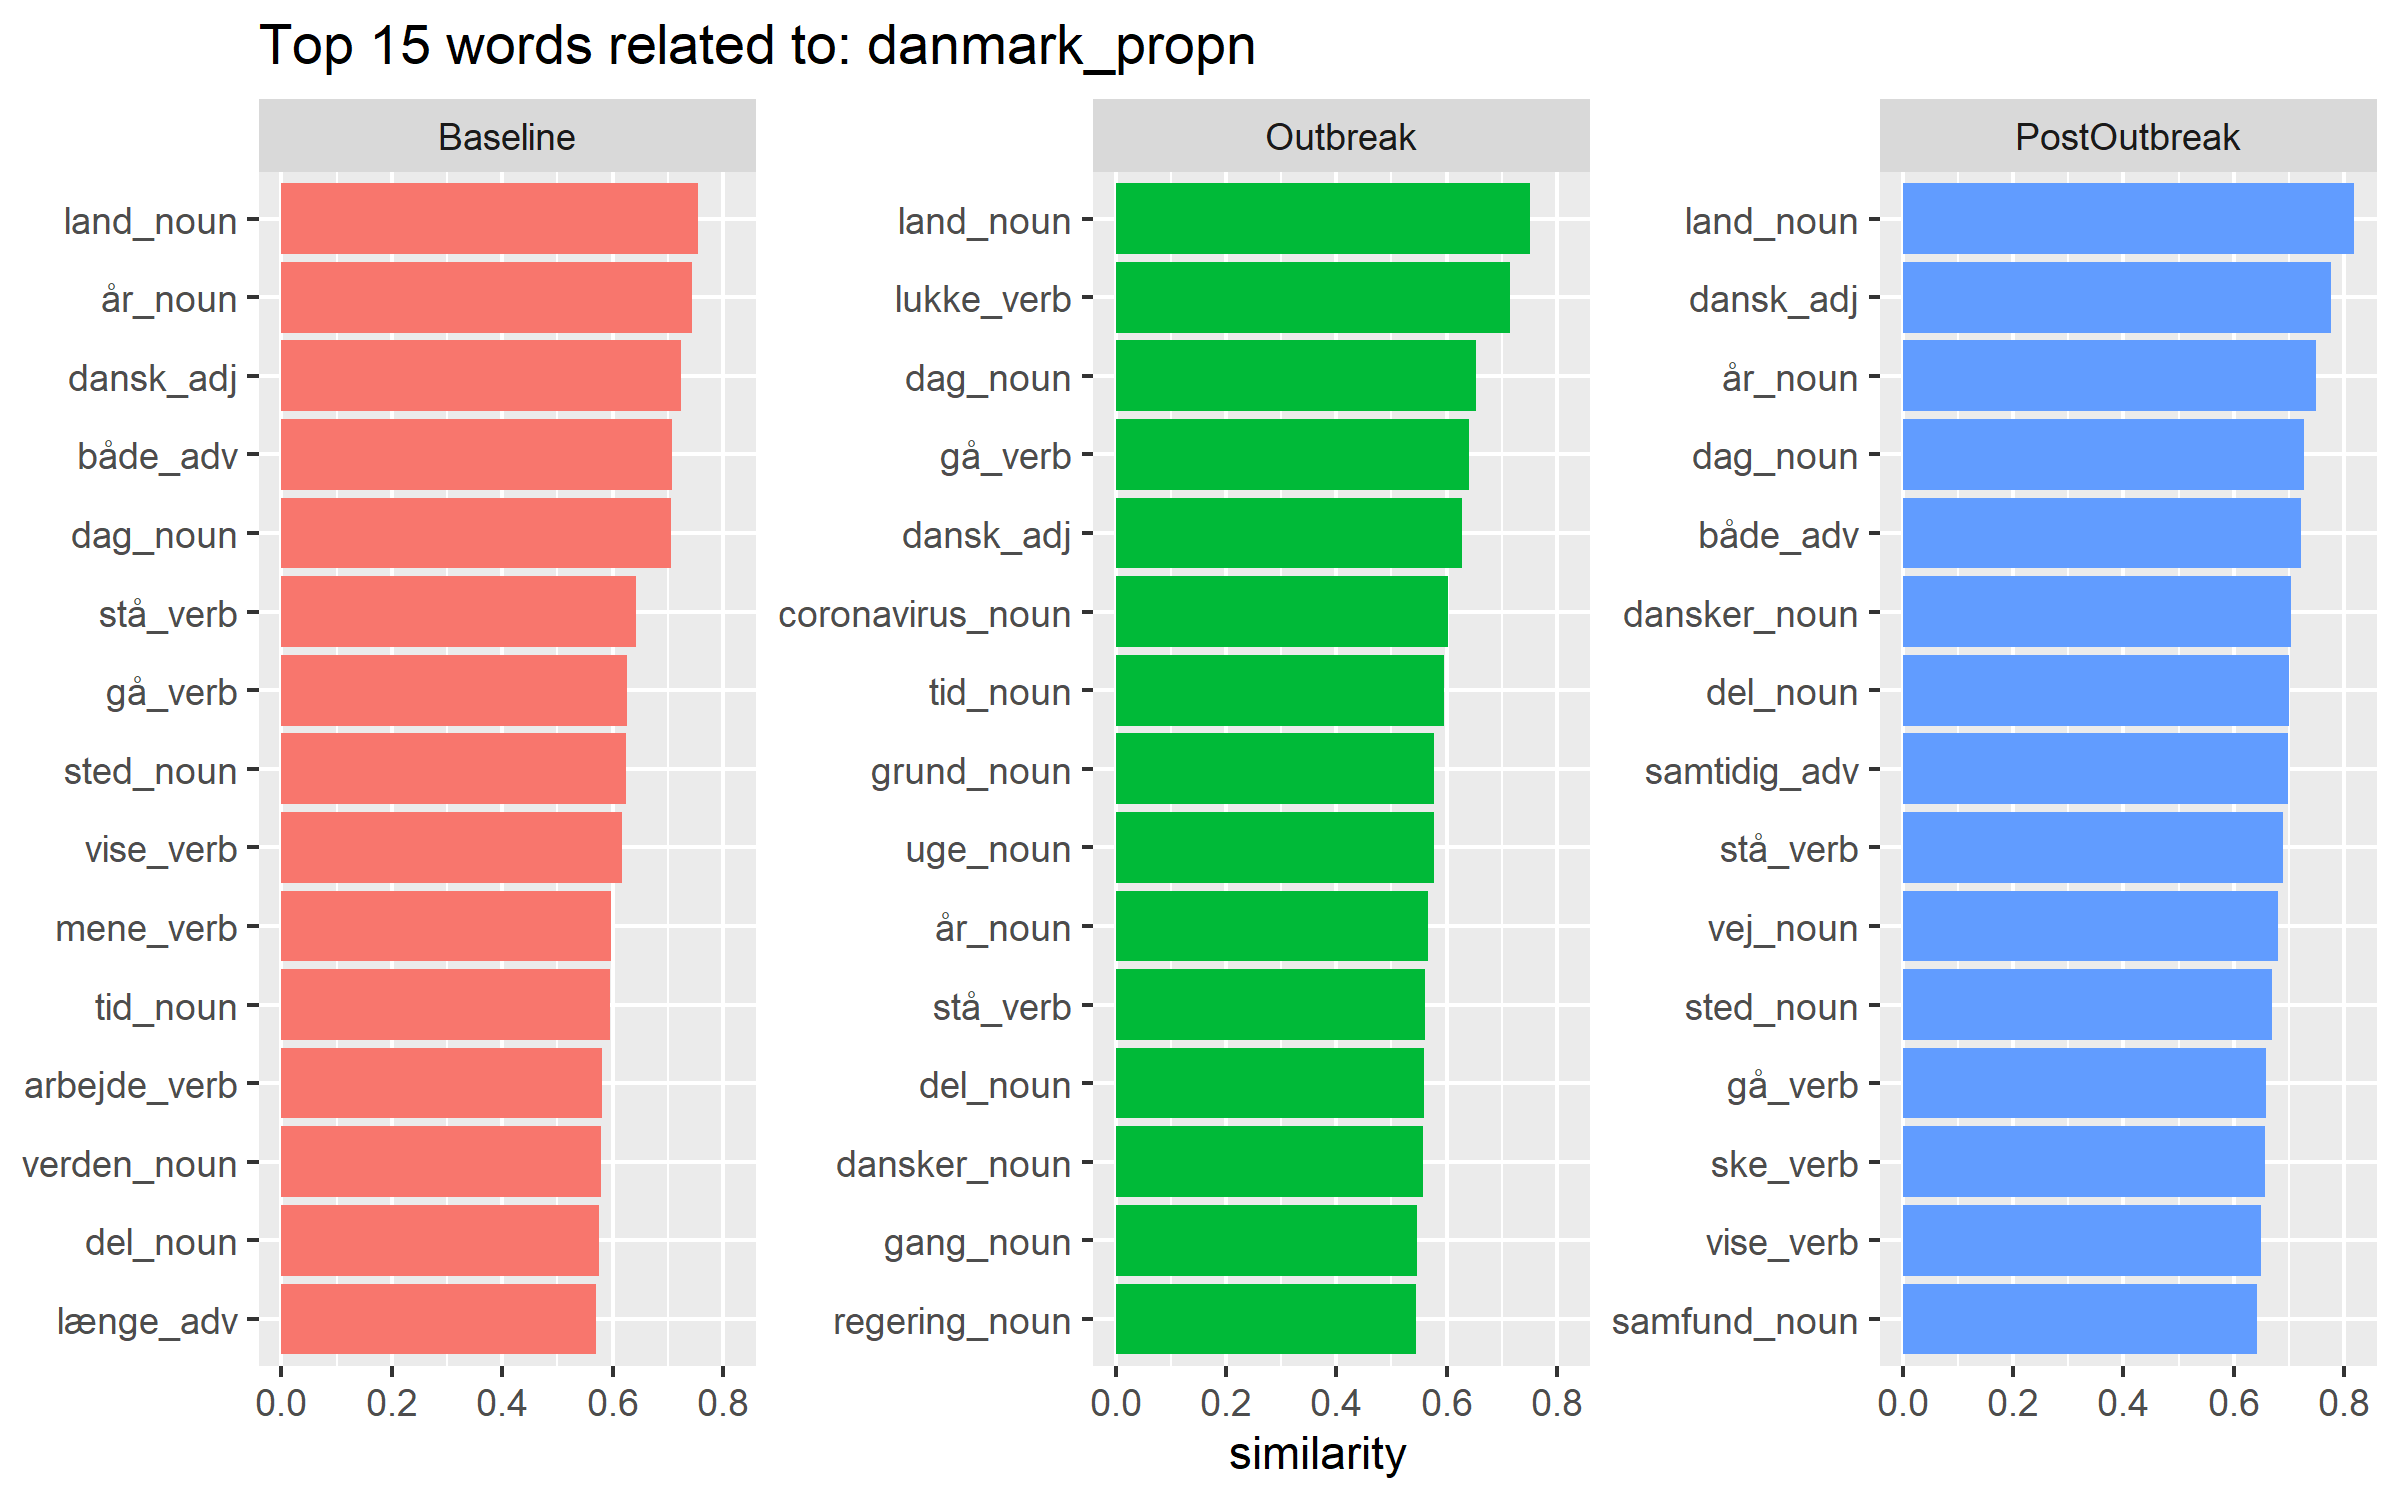 Top 15 words related to: danmark_propn
Baseline
land_noun
år_noun
dansk_adj
både_adv
dag_noun
stå_verb
gå_verb
sted_noun
vise_verb
mene_verb
tid_noun
arbejde_verb
verden_noun
del_noun
længe_adv
0.0 0.2 0.4 0.6 0.8
Outbreak
land_noun
lukke_verb
dag_noun
gå_verb
dansk_adj
coronavirus_noun
tid_noun
grund_noun
uge_noun
år_noun
stå_verb
del_noun
dansker_noun
gang_noun
regering_noun
0.0 0.2 0.4 0.6 0.8
PostOutbreak
land_noun
dansk_adj
år_noun
dag_noun
både_adv
dansker_noun
del_noun
samtidig_adv
stå_verb
vej_noun
sted_noun
gå_verb
ske_verb
vise_verb
samfund_noun
0.0 0.2 0.4 0.6 0.8
similarity